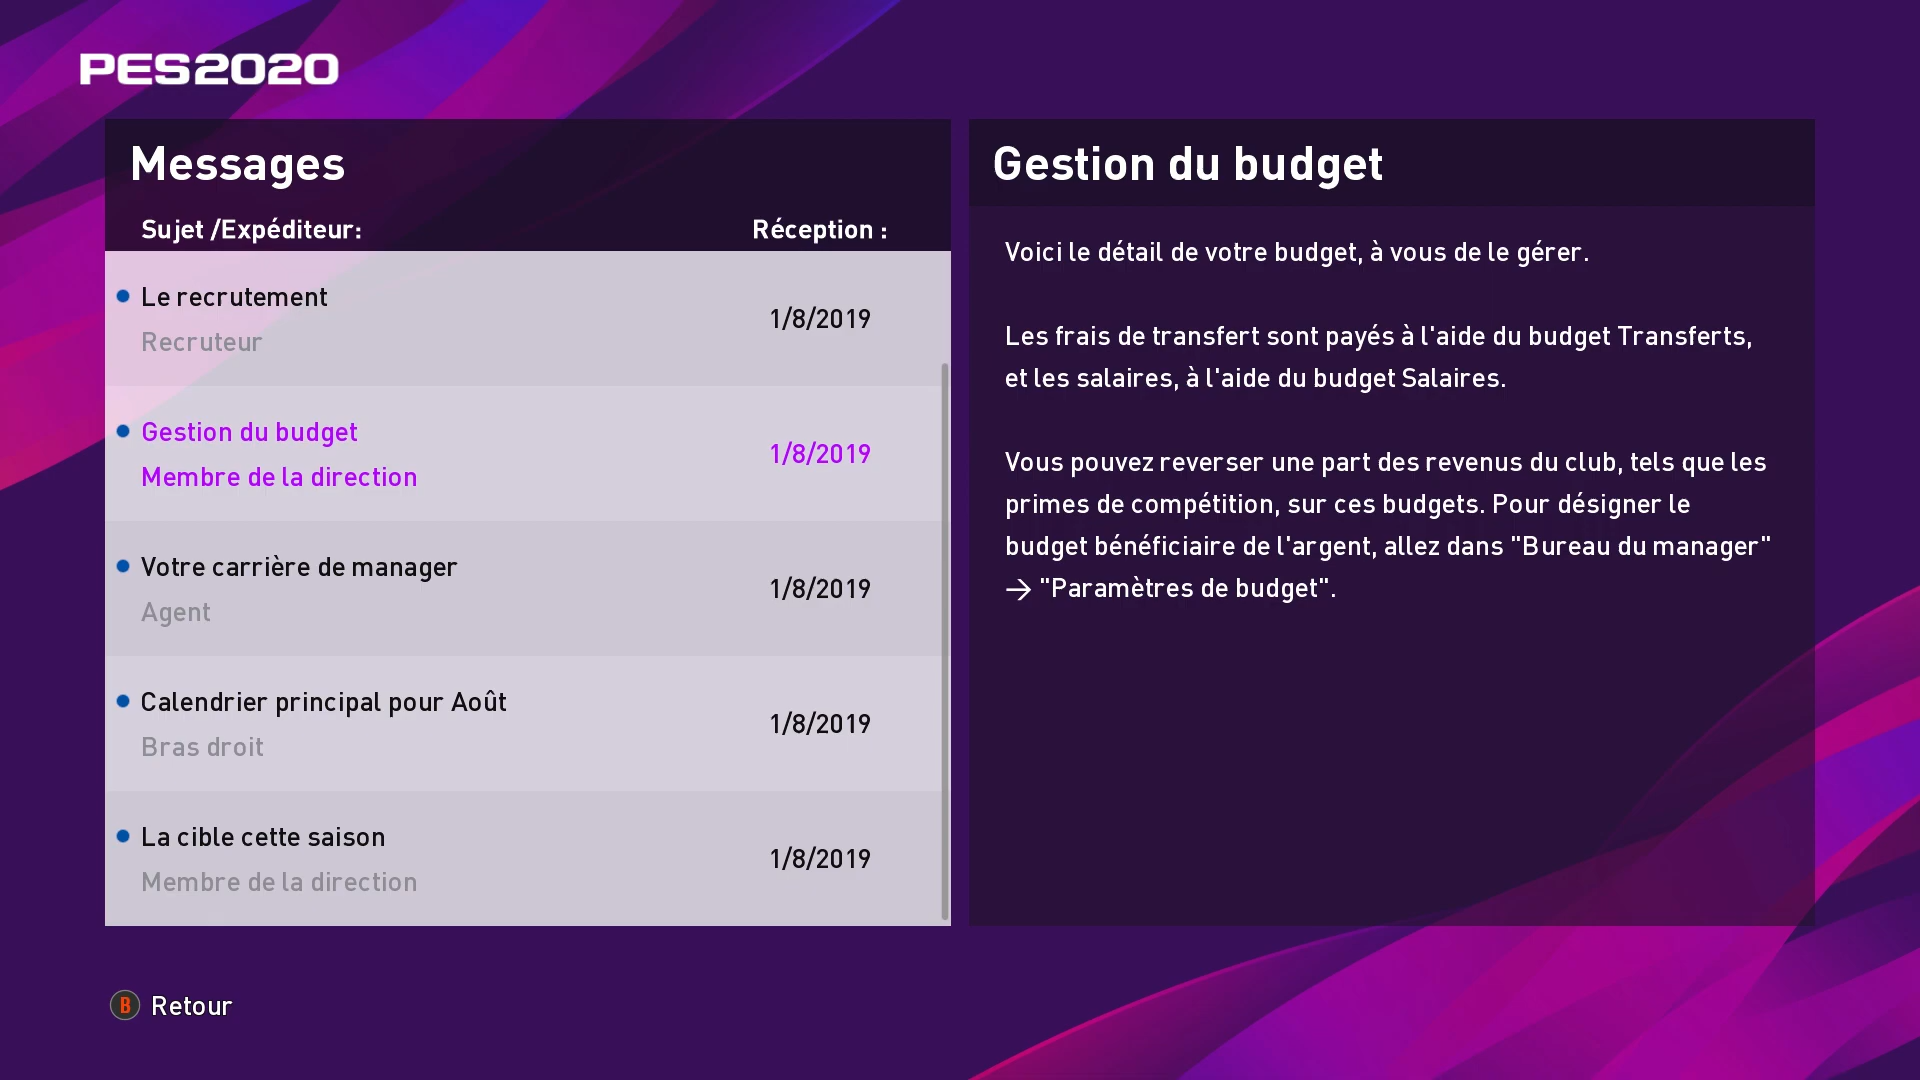 PES2020
Messages
Sujet /Expéditeur:
Réception :
Le recrutement
Recruteur
1/8/2019
Gestion du budget
Membre de la direction
1/8/2019
Votre carrière de manager
Agent
1/8/2019
Calendrier principal pour Août
Bras droit
1/8/2019
La cible cette saison
Membre de la direction
1/8/2019
Gestion du budget
Voici le détail de votre budget, à vous de le gérer.
Les frais de transfert sont payés à l'aide du budget Transferts,
et les salaires, à l'aide du budget Salaires.
Vous pouvez reverser une part des revenus du club, tels que les
primes de compétition, sur ces budgets. Pour désigner le
budget bénéficiaire de l'argent, allez dans "Bureau du manager"
→ "Paramètres de budget".
B Retour